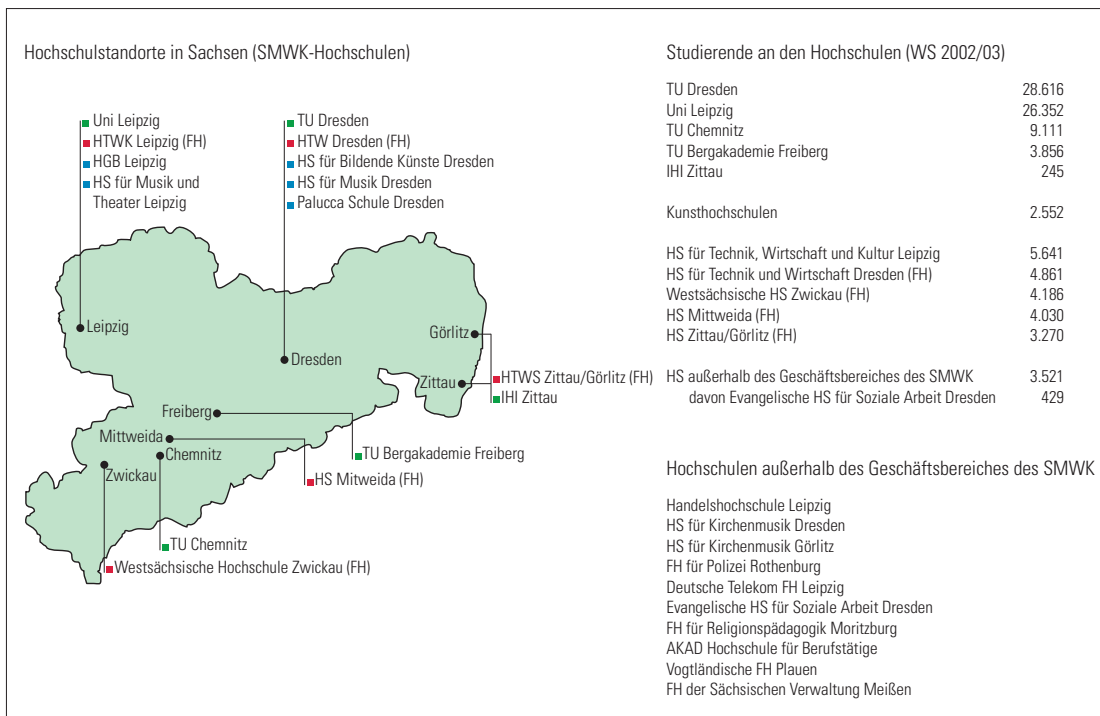 Hochschulstandorte in Sachsen (SMWK-Hochschulen)
Uni Leipzig
HTWK Leipzig (FH)
HGB Leipzig
HS für Musik und
Theater Leipzig
TU Dresden
HTW Dresden (FH)
HS für Bildende Künste Dresden
HS für Musik Dresden
Palucca Schule Dresden
Leipzig
Görlitz
Dresden
Zittau
HTWS Zittau/Görlitz (FH)
IHI Zittau
Freiberg
Mittweida
Chemnitz
Zwickau
TU Bergakademie Freiberg
HS Mitweida (FH)
TU Chemnitz
Westsächsische Hochschule Zwickau (FH)
Studierende an den Hochschulen (WS 2002/03)
TU Dresden 28.616
Uni Leipzig 26.352
TU Chemnitz 9.111
TU Bergakademie Freiberg 3.856
IHI Zittau 245
Kunsthochschulen 2.552
HS für Technik, Wirtschaft und Kultur Leipzig 5.641
HS für Technik und Wirtschaft Dresden (FH) 4.861
Westsächsische HS Zwickau (FH) 4.186
HS Mittweida (FH) 4.030
HS Zittau/Görlitz (FH) 3.270
HS außerhalb des Geschäftsbereiches des SMWK 3.521
davon Evangelische HS für Soziale Arbeit Dresden 429
Hochschulen außerhalb des Geschäftsbereiches des SMWK
Handelshochschule Leipzig
HS für Kirchenmusik Dresden
HS für Kirchenmusik Görlitz
FH für Polizei Rothenburg
Deutsche Telekom FH Leipzig
Evangelische HS für Soziale Arbeit Dresden
FH für Religionspädagogik Moritzburg
AKAD Hochschule für Berufstätige
Vogtländische FH Plauen
FH der Sächsischen Verwaltung Meißen